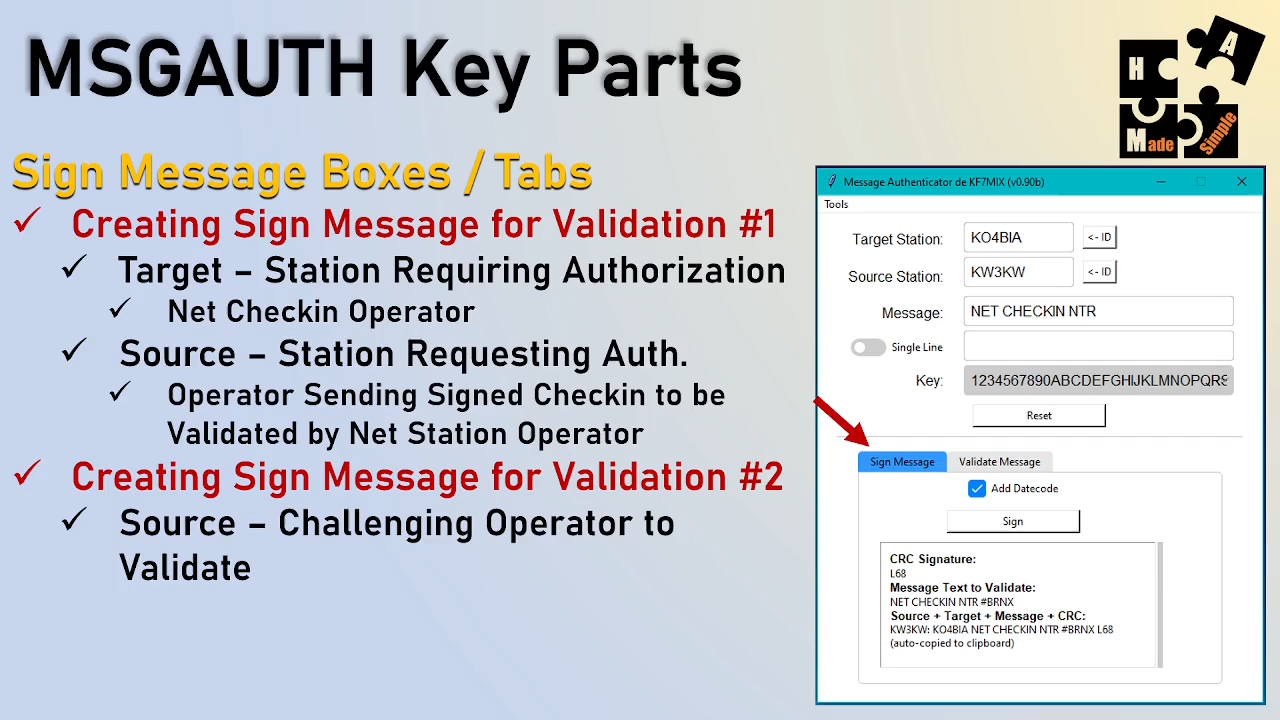 MSGAUTH Key Parts
H
A
Made
Simple
Sign Message Boxes / Tabs
✓ Creating Sign Message for Validation #1
✓ Target – Station Requiring Authorization
✓ Net Checkin Operator
✓ Source – Station Requesting Auth.
✓ Operator Sending Signed Checkin to be
Validated by Net Station Operator
✓ Creating Sign Message for Validation #2
✓ Source – Challenging Operator to
Validate
Message Authenticator de KF7MIX (v0.90b)
Tools
Target Station: KO4BIA <- ID
Source Station: KW3KW <- ID
Message: NET CHECKIN NTR
Single Line
Key: 1234567890ABCDEFGHIJKLMNOPQRS
Reset
Sign Message Validate Message
Add Datecode
Sign
CRC Signature:
L68
Message Text to Validate:
NET CHECKIN NTR #BRNX
Source + Target + Message + CRC:
KW3KW: KO4BIA NET CHECKIN NTR #BRNX L68
(auto-copied to clipboard)